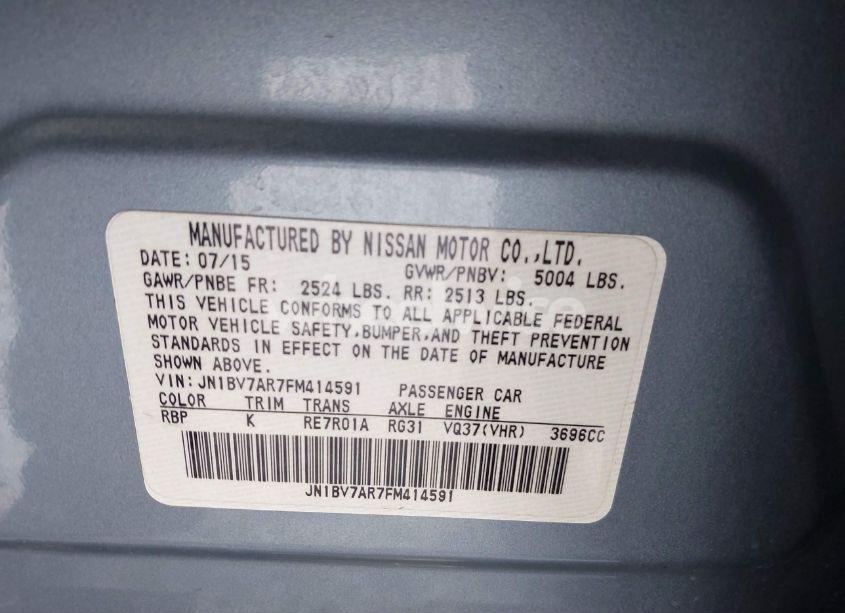 MANUFACTURED BY NISSAN MOTOR CO.,LTD.
DATE: 07/15 GVWR/PNBV: 5004 LBS.
GAWR/PNBE FR: 2524 LBS. RR: 2513 LBS.
THIS VEHICLE CONFORMS TO ALL APPLICABLE FEDERAL
MOTOR VEHICLE SAFETY,BUMPER,AND THEFT PREVENTION
STANDARDS IN EFFECT ON THE DATE OF MANUFACTURE
SHOWN ABOVE.
VIN: JN1BV7AR7FM414591 PASSENGER CAR
COLOR TRIM TRANS AXLE ENGINE
RBP K RE7R01A RG31 VQ37(VHR) 3696CC
JN1BV7AR7FM414591